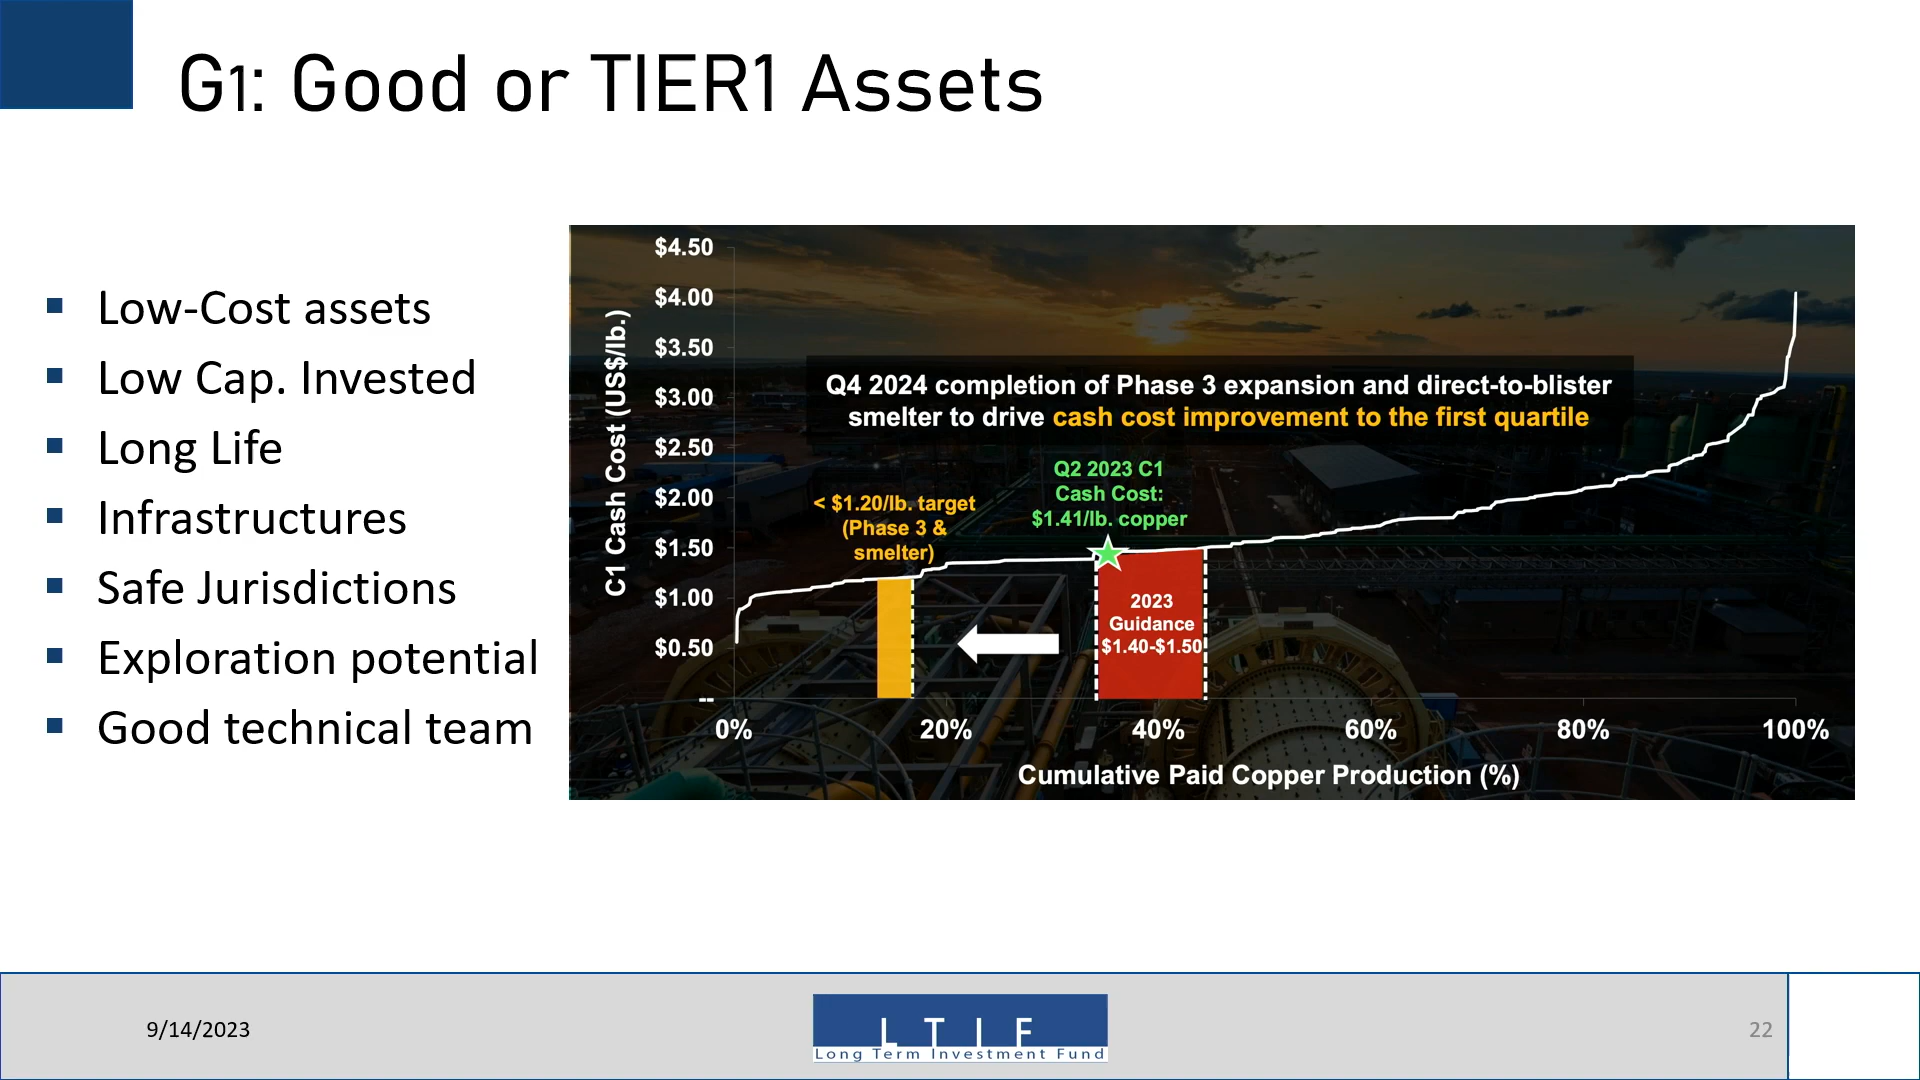 G1: Good or TIER1 Assets
▪ Low-Cost assets
▪ Low Cap. Invested
▪ Long Life
▪ Infrastructures
▪ Safe Jurisdictions
▪ Exploration potential
▪ Good technical team
C1 Cash Cost (US$/lb.)
$4.50
$4.00
$3.50
$3.00
$2.50
$2.00
$1.50
$1.00
$0.50
--
Q4 2024 completion of Phase 3 expansion and direct-to-blister
smelter to drive cash cost improvement to the first quartile
< $1.20/lb. target
(Phase 3 &
smelter)
Q2 2023 C1
Cash Cost:
$1.41/lb. copper
2023
Guidance
$1.40-$1.50
0%
20%
40%
60%
80%
100%
Cumulative Paid Copper Production (%)
9/14/2023
L T I F
Long Term Investment Fund
22